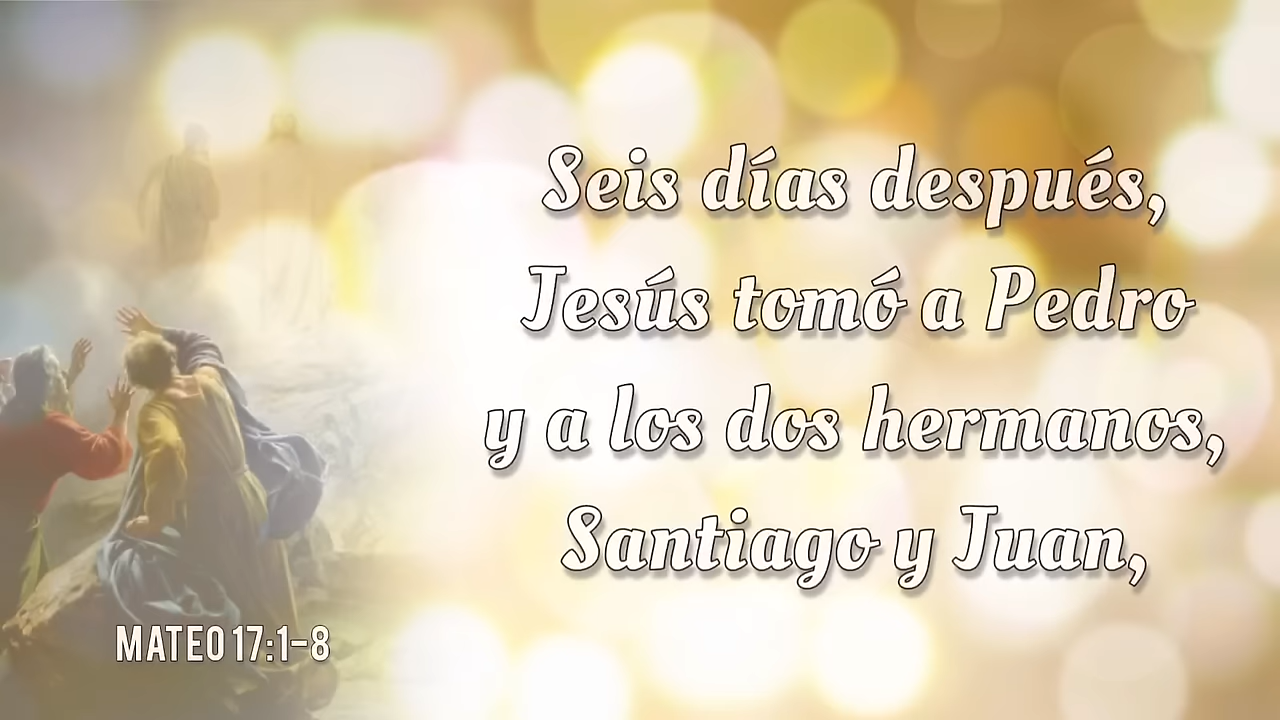 Seis días después,
Jesús tomó a Pedro
y a los dos hermanos,
Santiago y Juan,
MATEO 17:1-8